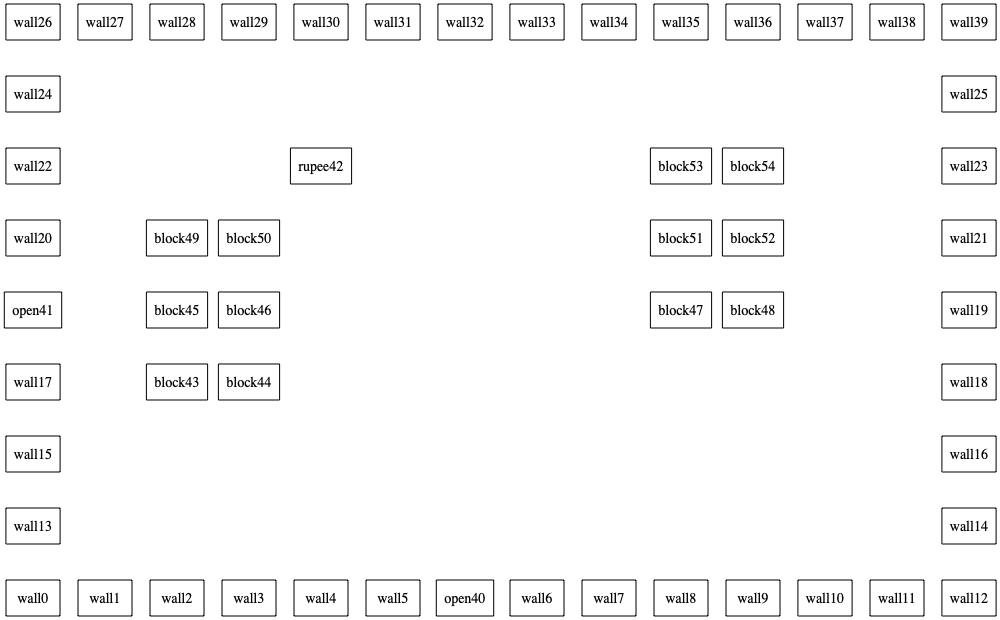 wall26 wall27 wall28 wall29 wall30 wall31 wall32 wall33 wall34 wall35 wall36 wall37 wall38 wall39
wall24 wall25
wall22 rupee42 block53 block54 wall23
wall20 block49 block50 block51 block52 wall21
open41 block45 block46 block47 block48 wall19
wall17 block43 block44 wall18
wall15 wall16
wall13 wall14
wall0 wall1 wall2 wall3 wall4 wall5 open40 wall6 wall7 wall8 wall9 wall10 wall11 wall12